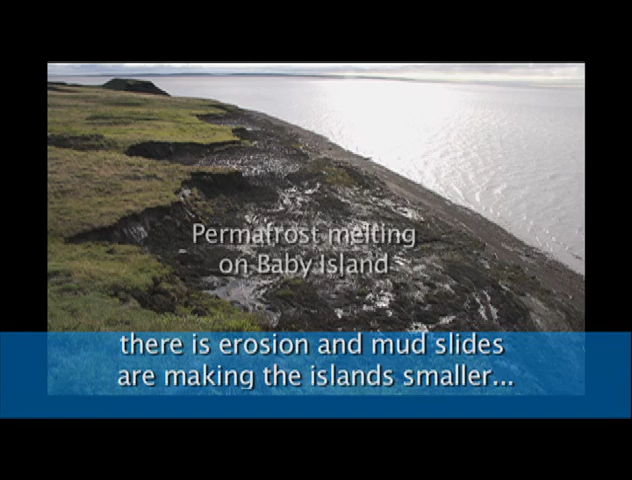 Permafrost melting
on Baby Island
there is erosion and mud slides
are making the islands smaller...